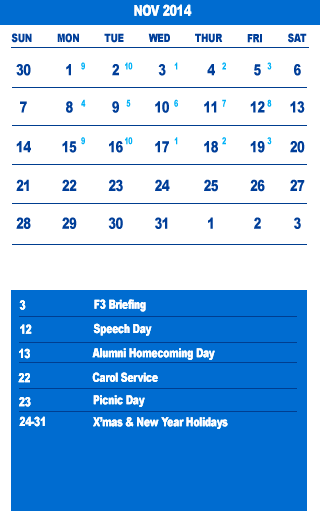 NOV 2014
SUN MON TUE WED THUR FRI SAT
30 1 9 2 10 3 1 4 2 5 3 6
7 8 4 9 5 10 6 11 7 12 8 13
14 15 9 16 10 17 1 18 2 19 3 20
21 22 23 24 25 26 27
28 29 30 31 1 2 3
3 F3 Briefing
12 Speech Day
13 Alumni Homecoming Day
22 Carol Service
23 Picnic Day
24-31 X'mas & New Year Holidays